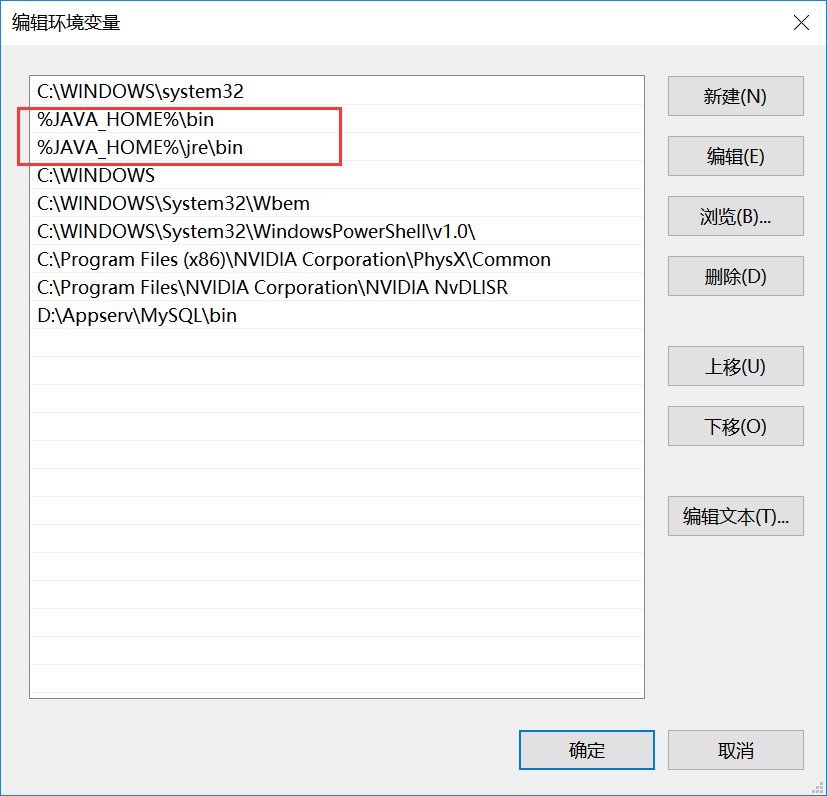 编辑环境变量
C:\WINDOWS\system32
%JAVA_HOME%\bin
%JAVA_HOME%\jre\bin
C:\WINDOWS
C:\WINDOWS\System32\Wbem
C:\WINDOWS\System32\WindowsPowerShell\v1.0\
C:\Program Files (x86)\NVIDIA Corporation\PhysX\Common
C:\Program Files\NVIDIA Corporation\NVIDIA NvDLISR
D:\Appserv\MySQL\bin
新建(N)
编辑(E)
浏览(B)...
删除(D)
上移(U)
下移(O)
编辑文本(T)...
确定
取消